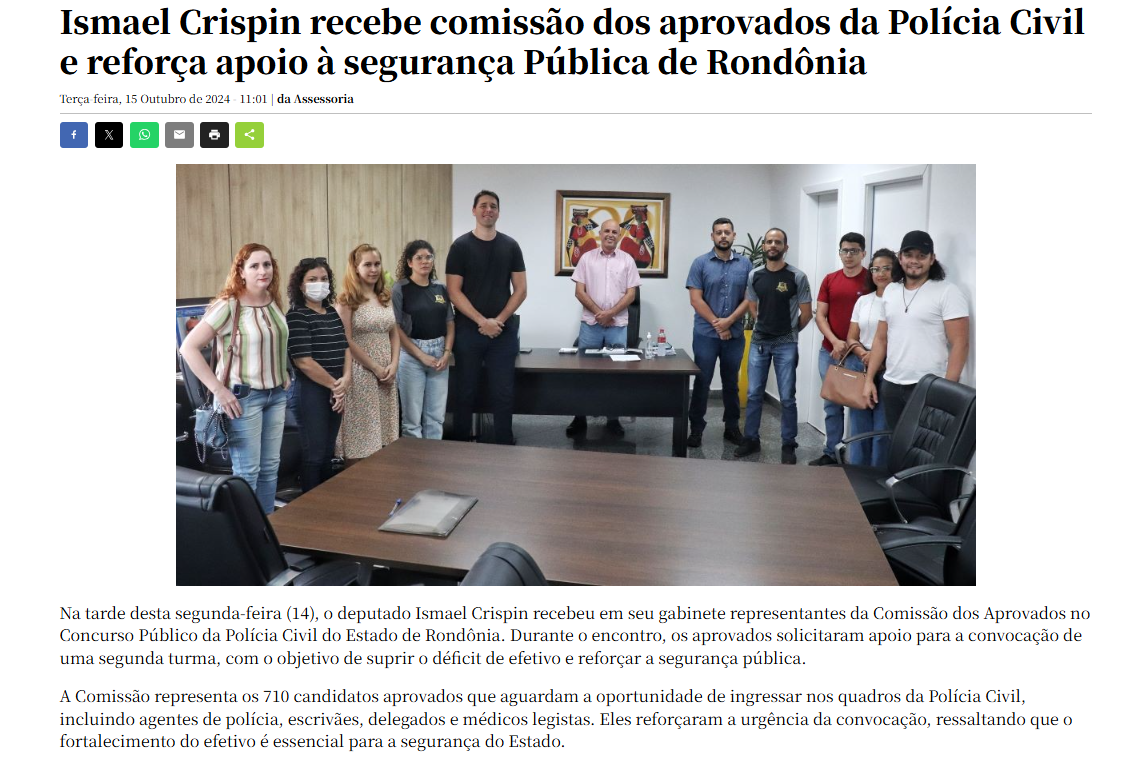 Ismael Crispin recebe comissão dos aprovados da Polícia Civil
e reforça apoio à segurança Pública de Rondônia
Terça-feira, 15 Outubro de 2024 - 11:01 | da Assessoria
Na tarde desta segunda-feira (14), o deputado Ismael Crispin recebeu em seu gabinete representantes da Comissão dos Aprovados no
Concurso Público da Polícia Civil do Estado de Rondônia. Durante o encontro, os aprovados solicitaram apoio para a convocação de
uma segunda turma, com o objetivo de suprir o déficit de efetivo e reforçar a segurança pública.
A Comissão representa os 710 candidatos aprovados que aguardam a oportunidade de ingressar nos quadros da Polícia Civil,
incluindo agentes de polícia, escrivães, delegados e médicos legistas. Eles reforçaram a urgência da convocação, ressaltando que o
fortalecimento do efetivo é essencial para a segurança do Estado.